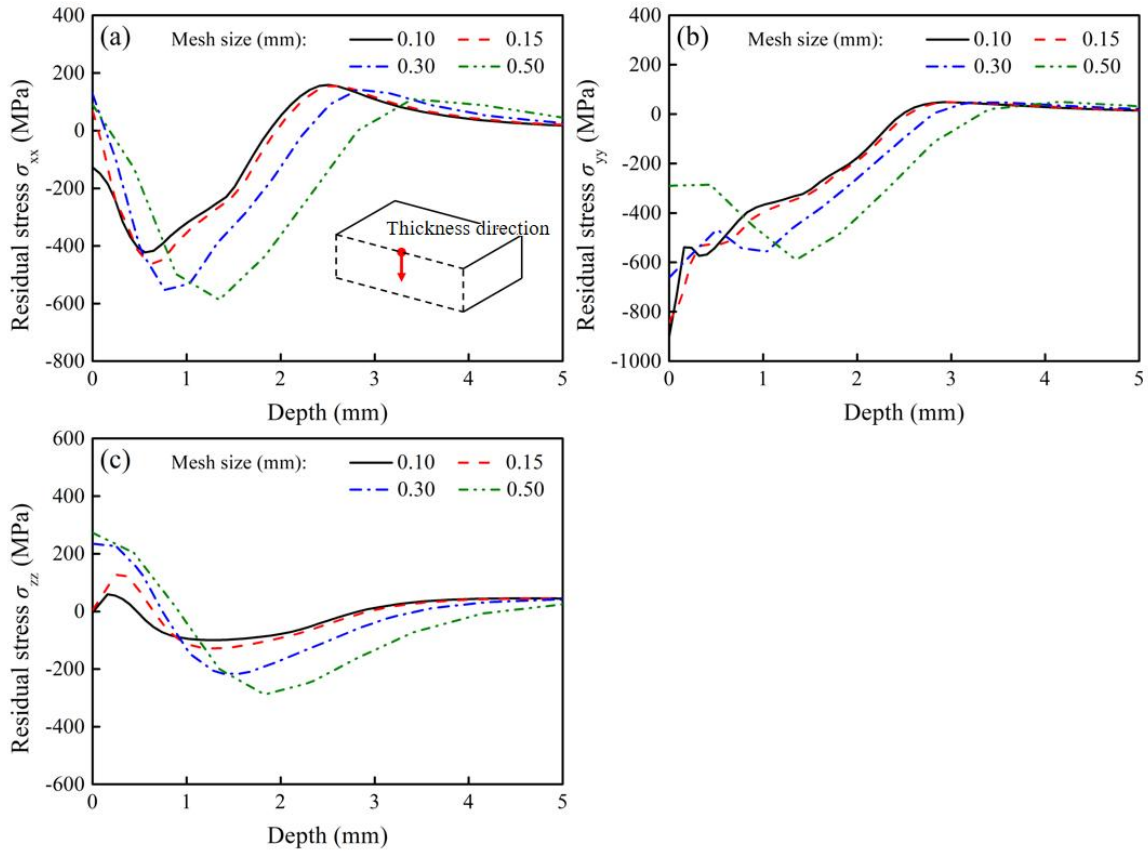 (a)
Mesh size (mm):
0.10
0.15
0.30
0.50
400
200
0
-200
-400
-600
-800
Residual stress σxx (MPa)
Thickness direction
0 1 2 3 4 5
Depth (mm)
(b)
Mesh size (mm):
0.10
0.15
0.30
0.50
400
200
0
-200
-400
-600
-800
-1000
Residual stress σyy (MPa)
0 1 2 3 4 5
Depth (mm)
(c)
Mesh size (mm):
0.10
0.15
0.30
0.50
600
400
200
0
-200
-400
-600
Residual stress σzz (MPa)
0 1 2 3 4 5
Depth (mm)